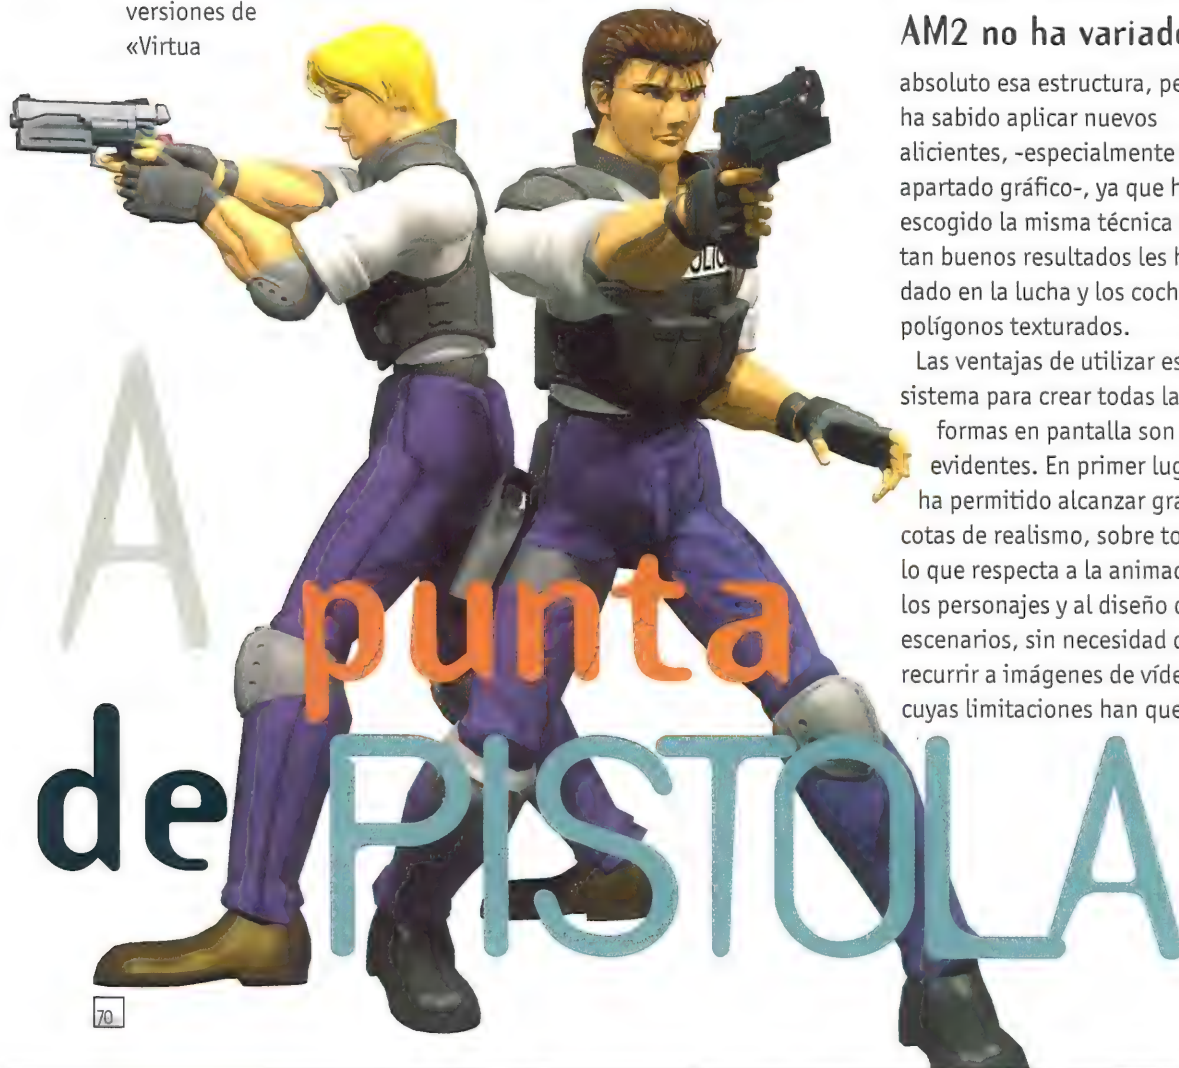 versiones de
«Virtua
A
punta
de
PISTOLA
POLIC
70
AM2 no ha variado
absoluto esa estructura, pe
ha sabido aplicar nuevos
alicientes, -especialmente
apartado gráfico-, ya que h
escogido la misma técnica
tan buenos resultados les h
dado en la lucha y los coch
polígonos texturados.
Las ventajas de utilizar es
sistema para crear todas la
formas en pantalla son
evidentes. En primer lug
ha permitido alcanzar gra
cotas de realismo, sobre to
lo que respecta a la animac
los personajes y al diseño d
escenarios, sin necesidad d
recurrir a imágenes de víde
cuyas limitaciones han que